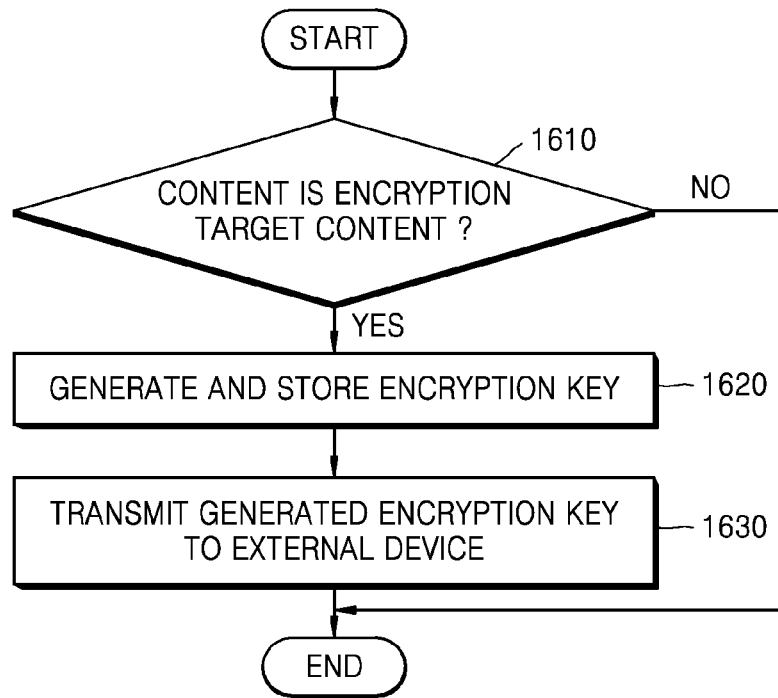 START
1610
CONTENT IS ENCRYPTION
TARGET CONTENT ?
NO
YES
GENERATE AND STORE ENCRYPTION KEY
1620
TRANSMIT GENERATED ENCRYPTION KEY
TO EXTERNAL DEVICE
1630
END